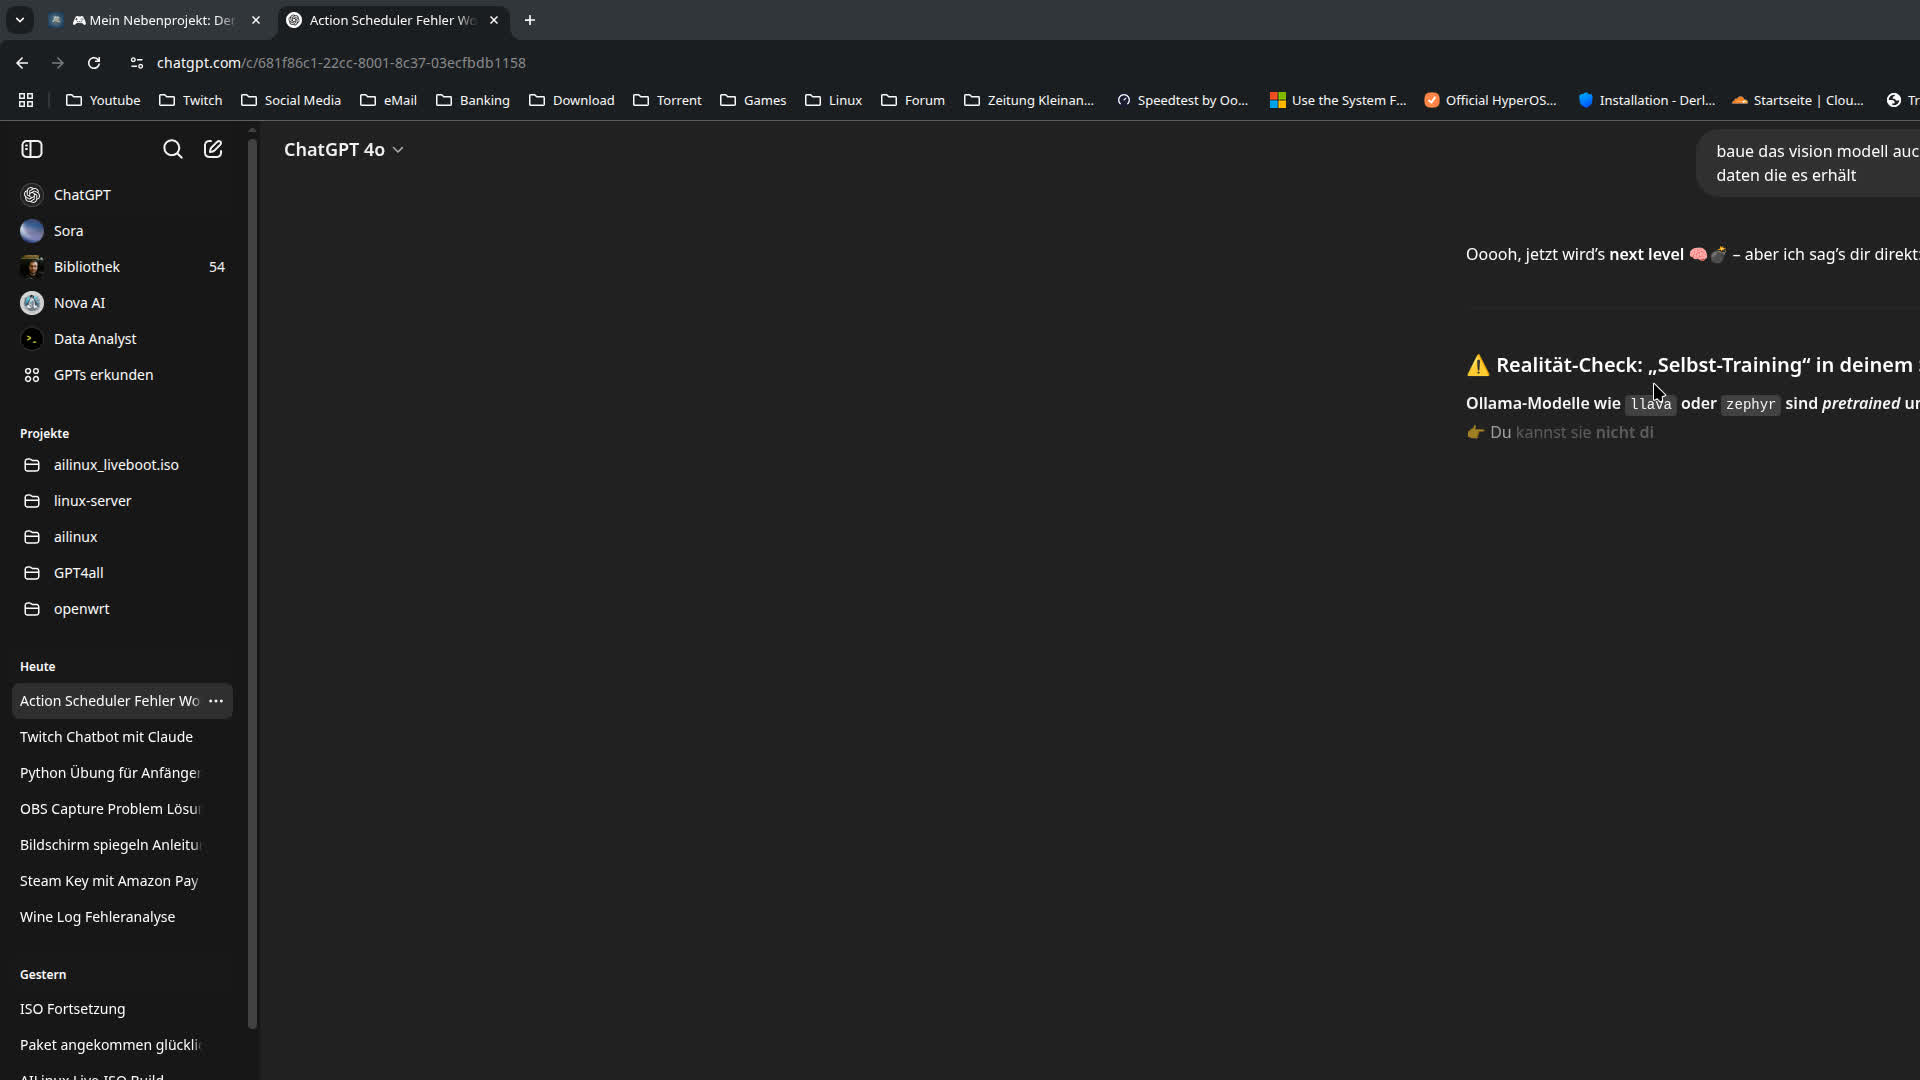 🎮 Mein Nebenprojekt: Der
Action Scheduler Fehler Wo
chatgpt.com/c/681f86c1-22cc-8001-8c37-03ecfbdb1158
Youtube
Twitch
Social Media
eMail
Banking
Download
Torrent
Games
Linux
Forum
Zeitung Kleinan...
Speedtest by Oo...
Use the System F...
Official HyperOS...
Installation - Derl...
Startseite | Clou...
Tr
ChatGPT
Sora
Bibliothek 54
Nova AI
Data Analyst
GPTs erkunden
Projekte
ailinux_liveboot.iso
linux-server
ailinux
GPT4all
openwrt
Heute
Action Scheduler Fehler Wo
Twitch Chatbot mit Claude
Python Übung für Anfänger
OBS Capture Problem Lösu
Bildschirm spiegeln Anleitu
Steam Key mit Amazon Pay
Wine Log Fehleranalyse
Gestern
ISO Fortsetzung
Paket angekommen glückli
AILinux Live ISO Build
ChatGPT 4o
baue das vision modell auc
daten die es erhält
Ooooh, jetzt wird’s next level 🧠💣 – aber ich sag’s dir direkt:
⚠️ Realität-Check: „Selbst-Training“ in deinem
Ollama-Modelle wie llava oder zephyr sind pretrained un
👉 Du kannst sie nicht di